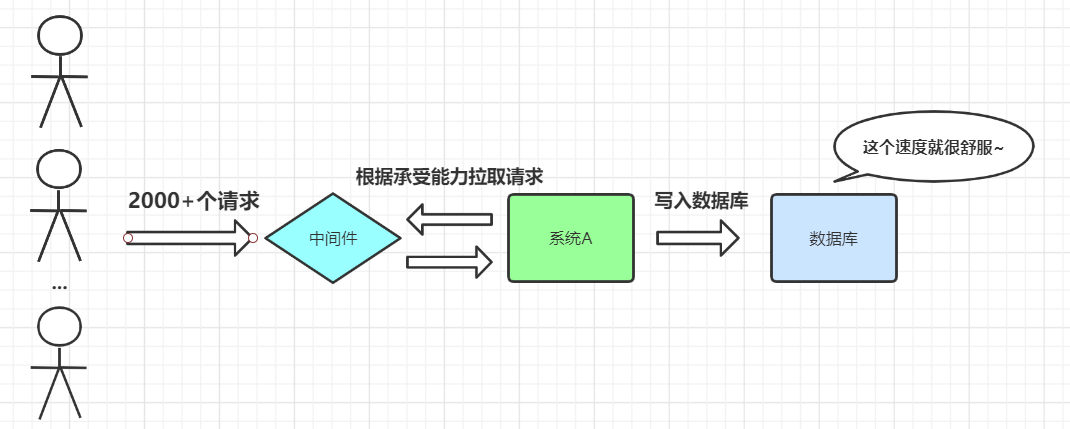 这个速度就很舒服~
根据承受能力拉取请求
2000+个请求
写入数据库
中间件
系统A
数据库
...